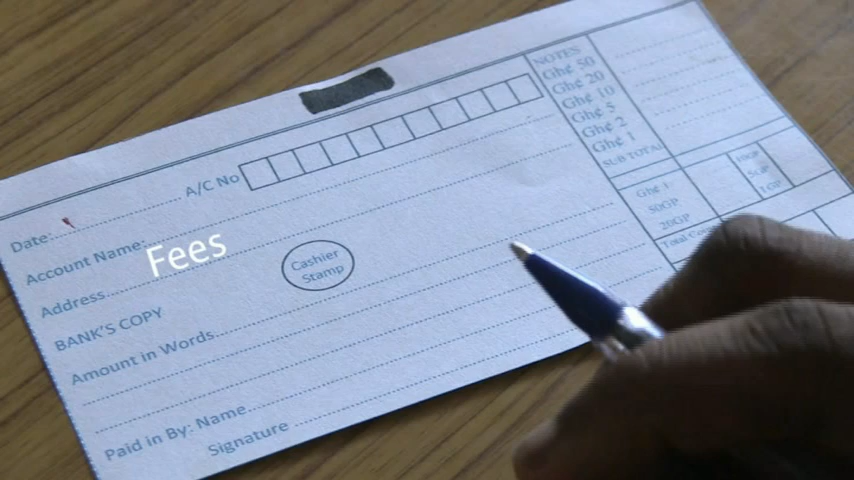 A/C No
Date:
Account Name
Fees
Address
Cashier
Stamp
BANK'S COPY
Amount in Words
Paid in By: Name
Signature
NOTES
Gh¢ 50
Gh¢ 20
Gh¢ 10
Gh¢ 5
Gh¢ 2
Gh¢ 1
SUB TOTAL
Gh¢ 1
50GP
20GP
10GP
5GP
1GP